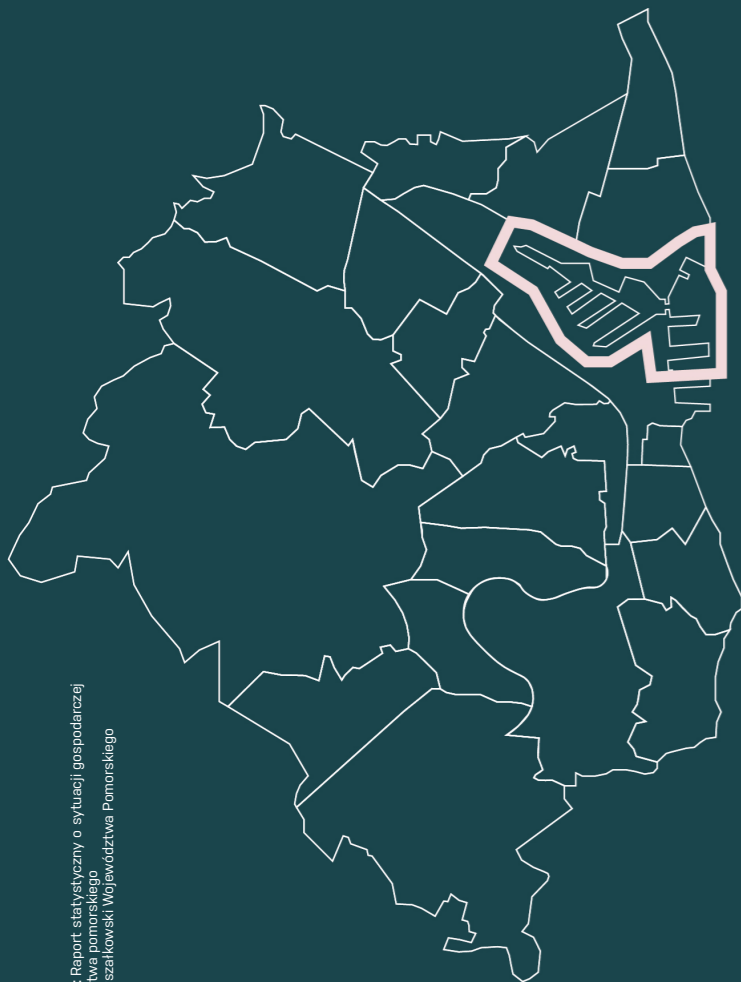 : Raport statystyczny o sytuacji gospodarczej
twa pomorskiego
szałkowski Województwa Pomorskiego